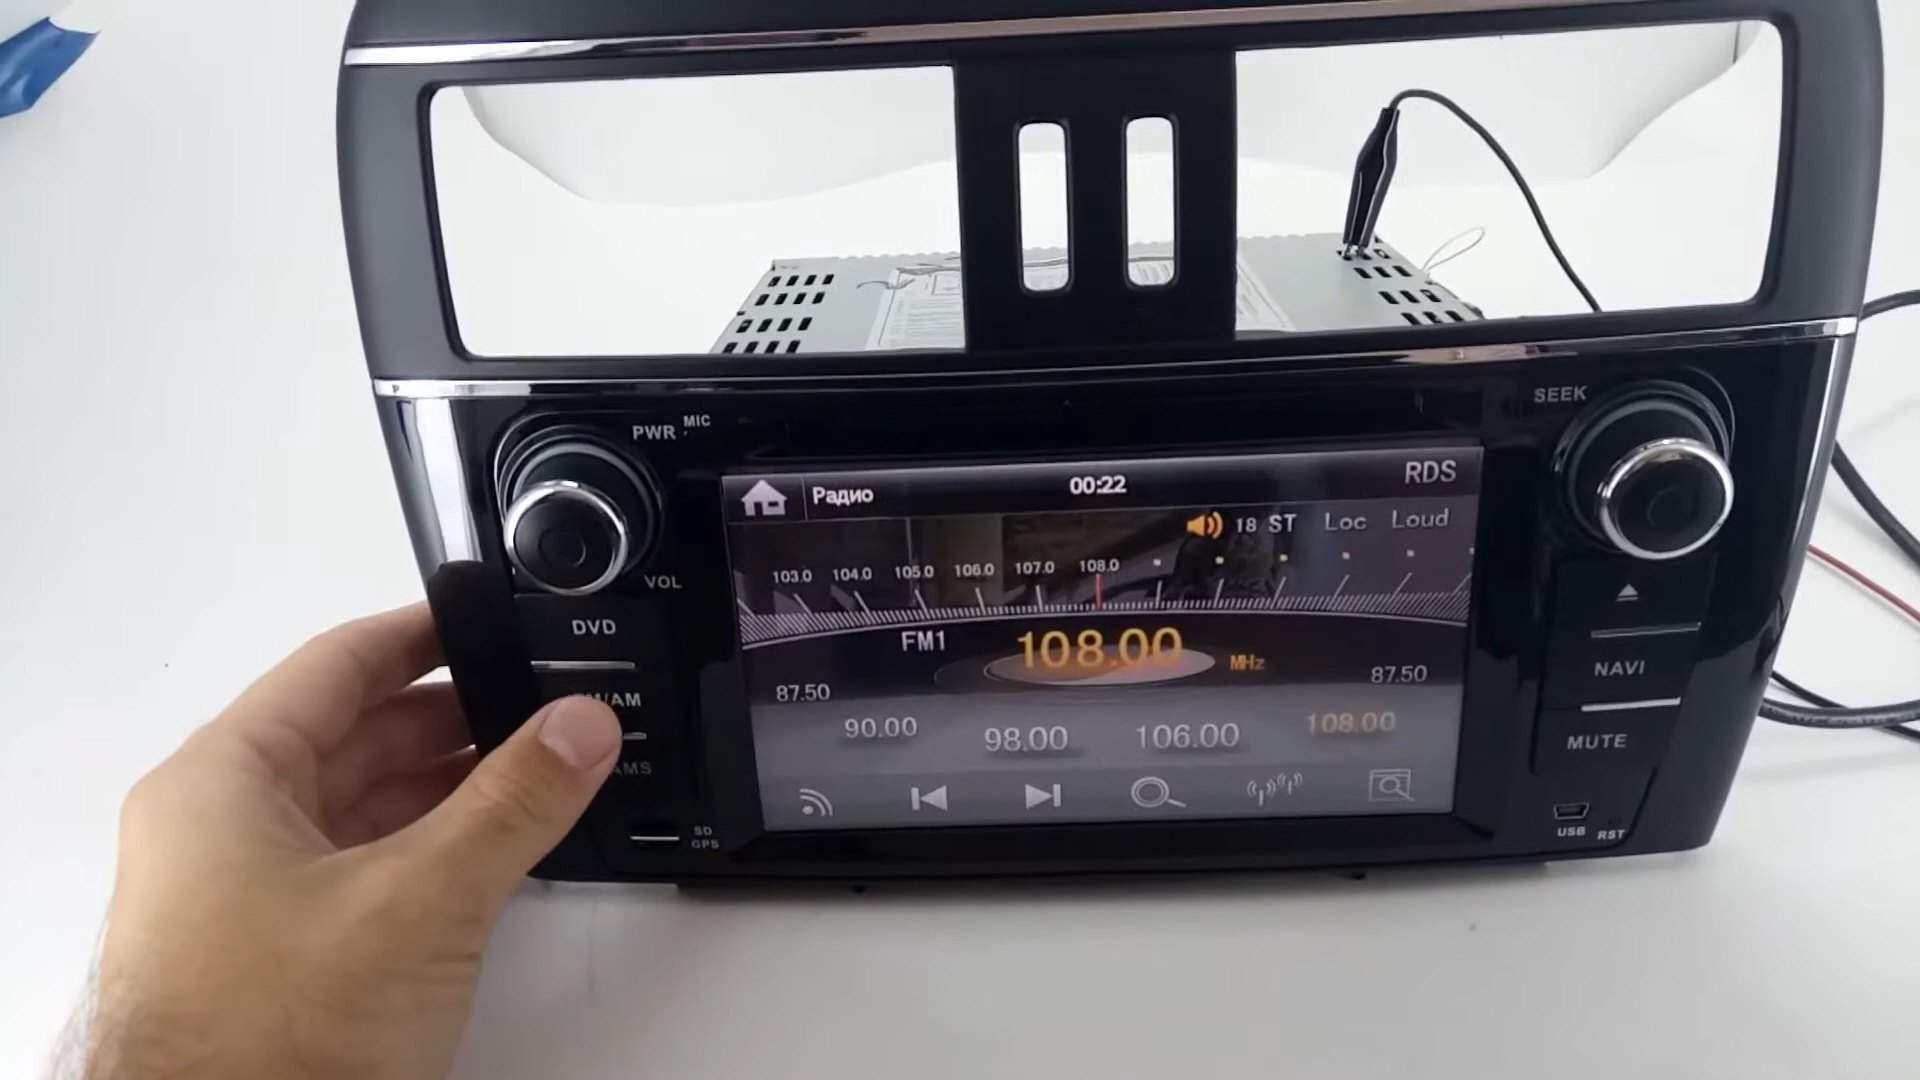 SEEK
PWR MIC
Радио 00:22 RDS
18 ST Loc Loud
103.0 104.0 105.0 106.0 107.0 108.0
VOL
DVD
FM1 108.00 MHz
87.50 87.50
90.00 98.00 106.00 108.00
NAVI
MUTE
SD
GPS
USB RST